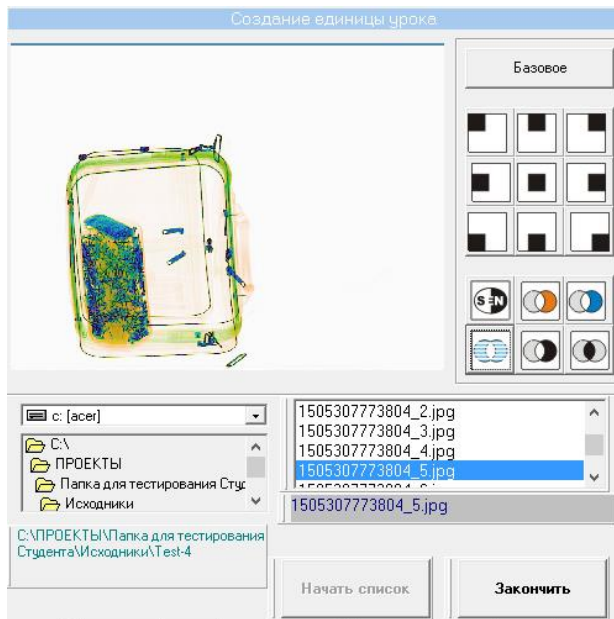 Создание единицы урока
Базовое
SEN
c: [acer]
C:\
ПРОЕКТЫ
Папка для тестирования Студ
Исходники
1505307773804_2.jpg
1505307773804_3.jpg
1505307773804_4.jpg
1505307773804_5.jpg
1505307773804_5.jpg
C:\ПРОЕКТЫ\Папка для тестирования
Студента\Исходники\Test-4
Начать список
Закончить